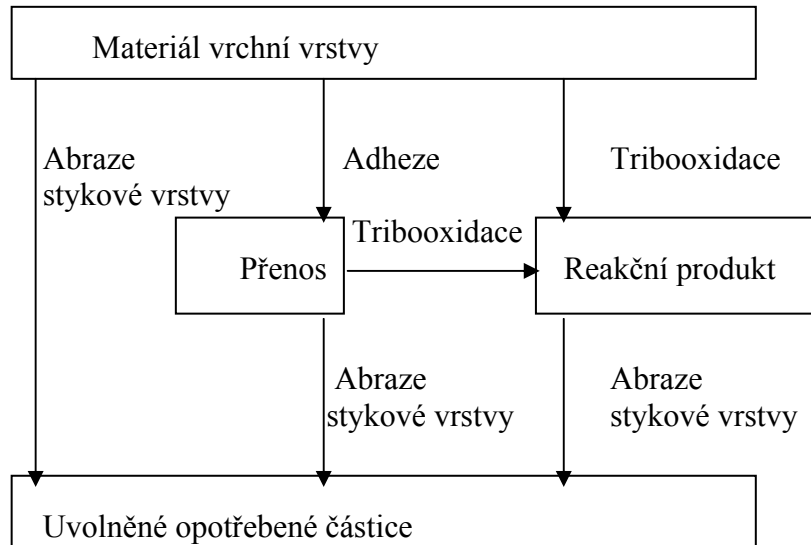 Materiál vrchní vrstvy
Abraze
stykové vrstvy
Adheze
Tribooxidace
Tribooxidace
Přenos
Reakční produkt
Abraze
stykové vrstvy
Abraze
stykové vrstvy
Uvolněné opotřebené částice